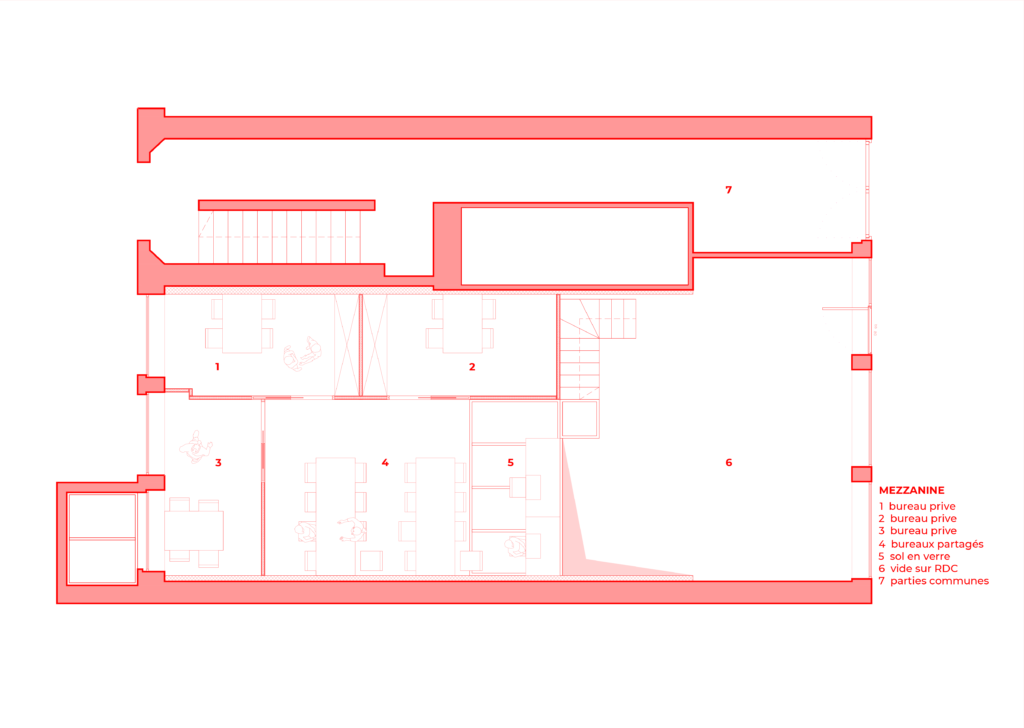 7
1
2
3
4
5
6
MEZZANINE
1 bureau prive
2 bureau prive
3 bureau prive
4 bureaux partagés
5 sol en verre
6 vide sur RDC
7 parties communes